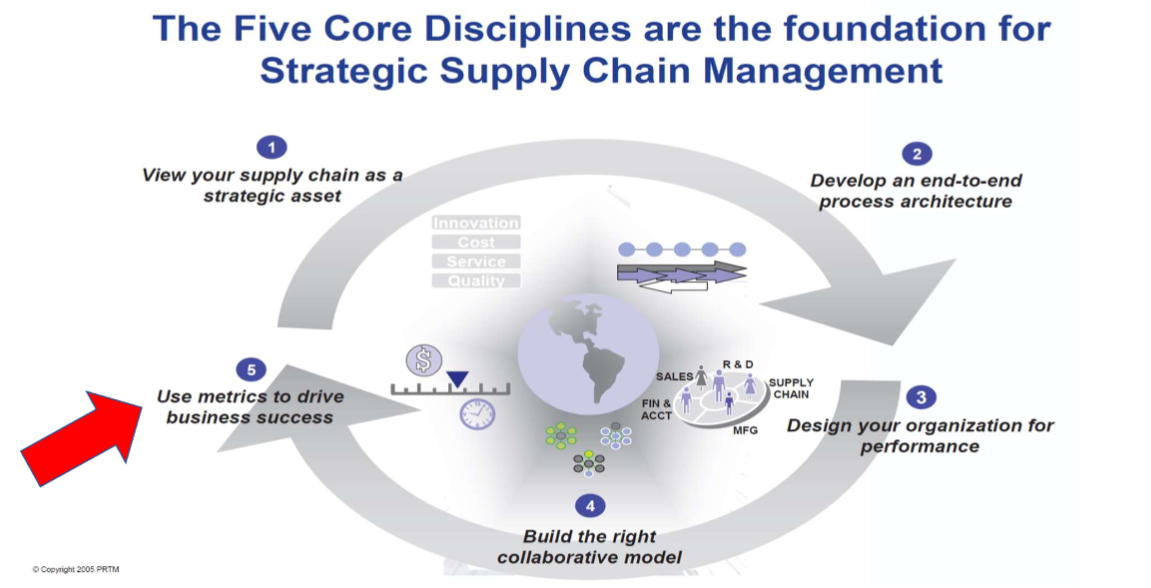 The Five Core Disciplines are the foundation for
Strategic Supply Chain Management
1
View your supply chain as a
strategic asset
2
Develop an end-to-end
process architecture
Innovation
Cost
Service
Quality
5
Use metrics to drive
business success
$
SALES
R & D
SUPPLY
CHAIN
FIN &
ACCT
MFG
3
Design your organization for
performance
4
Build the right
collaborative model
© Copyright 2005 PRTM